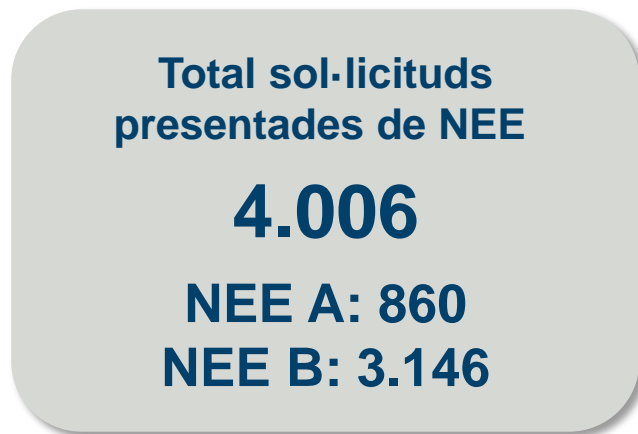 Total sol·licituds
presentades de NEE
4.006
NEE A: 860
NEE B: 3.146